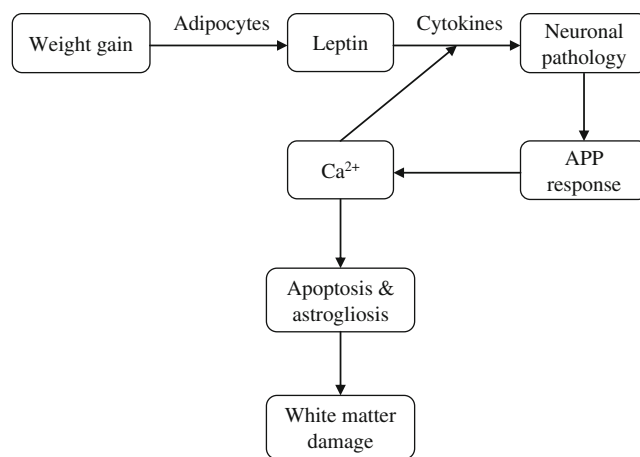 Weight gain
Adipocytes
Leptin
Cytokines
Neuronal
pathology
Ca²⁺
APP
response
Apoptosis &
astrogliosis
White matter
damage